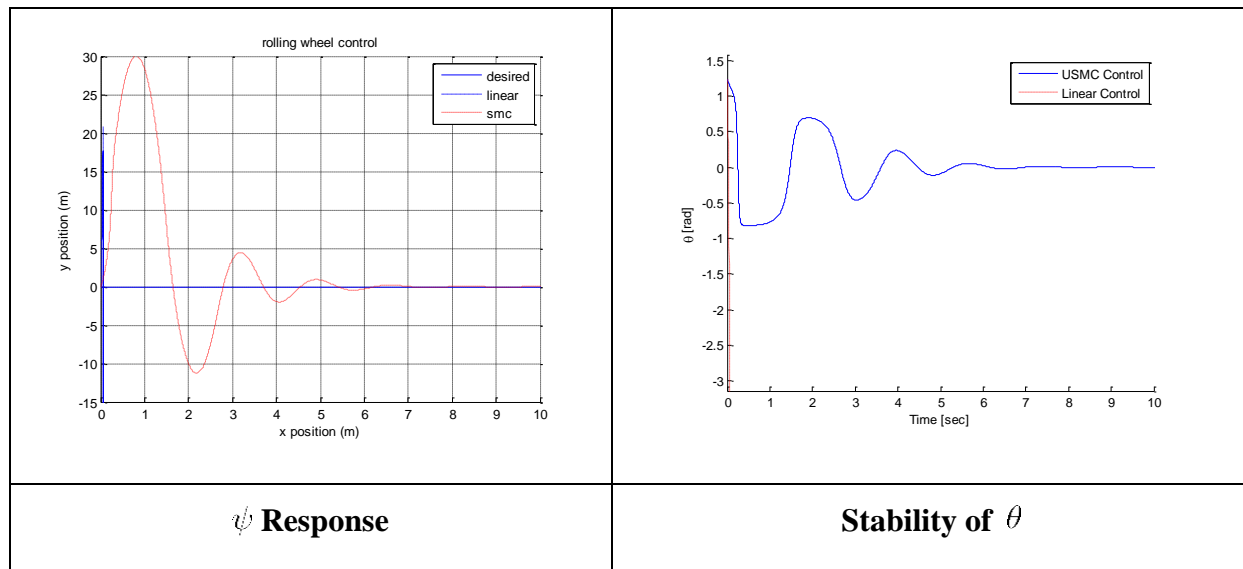 rolling wheel control
30
25
20
15
10
5
0
-5
-10
-15
y position (m)
0 1 2 3 4 5 6 7 8 9 10
x position (m)
desired
linear
smc
1.5
1
0.5
0
-0.5
-1
-1.5
-2
-2.5
-3
θ [rad]
0 1 2 3 4 5 6 7 8 9 10
Time [sec]
USMC Control
Linear Control
ψ Response
Stability of θ